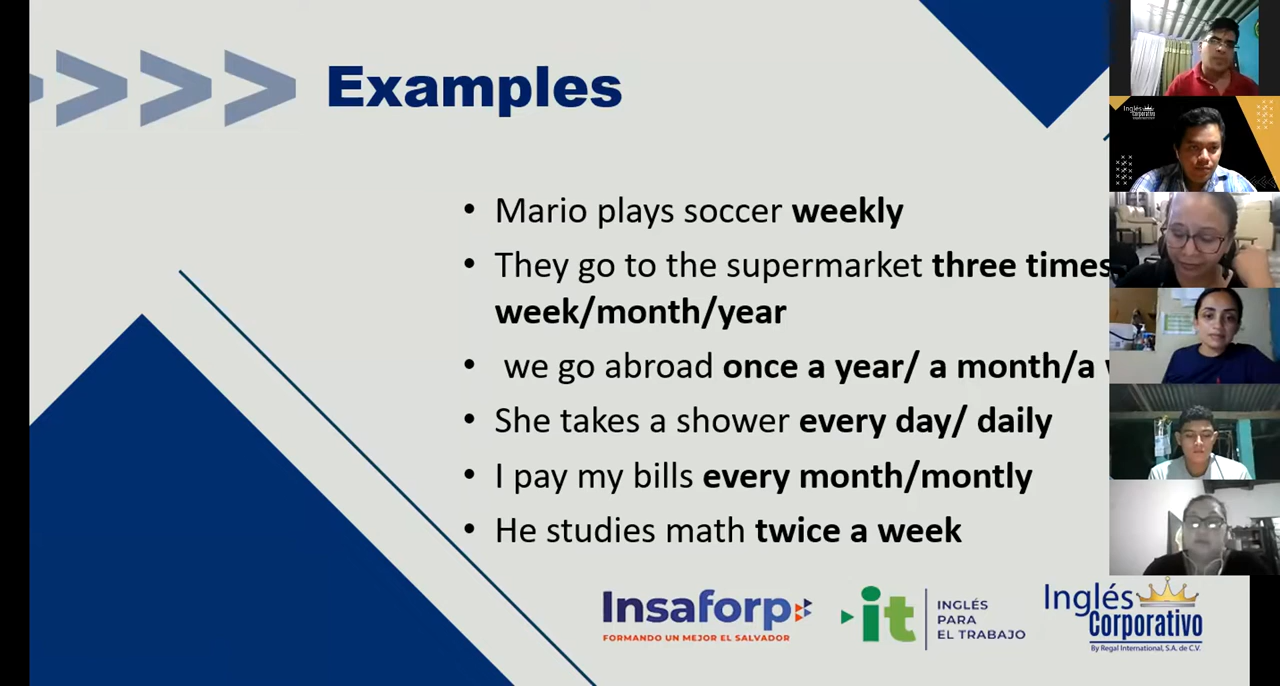 Examples
• Mario plays soccer weekly
• They go to the supermarket three times
week/month/year
• we go abroad once a year/ a month/a
• She takes a shower every day/ daily
• I pay my bills every month/montly
• He studies math twice a week
Insaforp
FORMANDO UN MEJOR EL SALVADOR
it
INGLÉS
PARA
EL TRABAJO
Inglés
Corporativo
By Regal International, S.A. de C.V.
Inglés
Corporativo